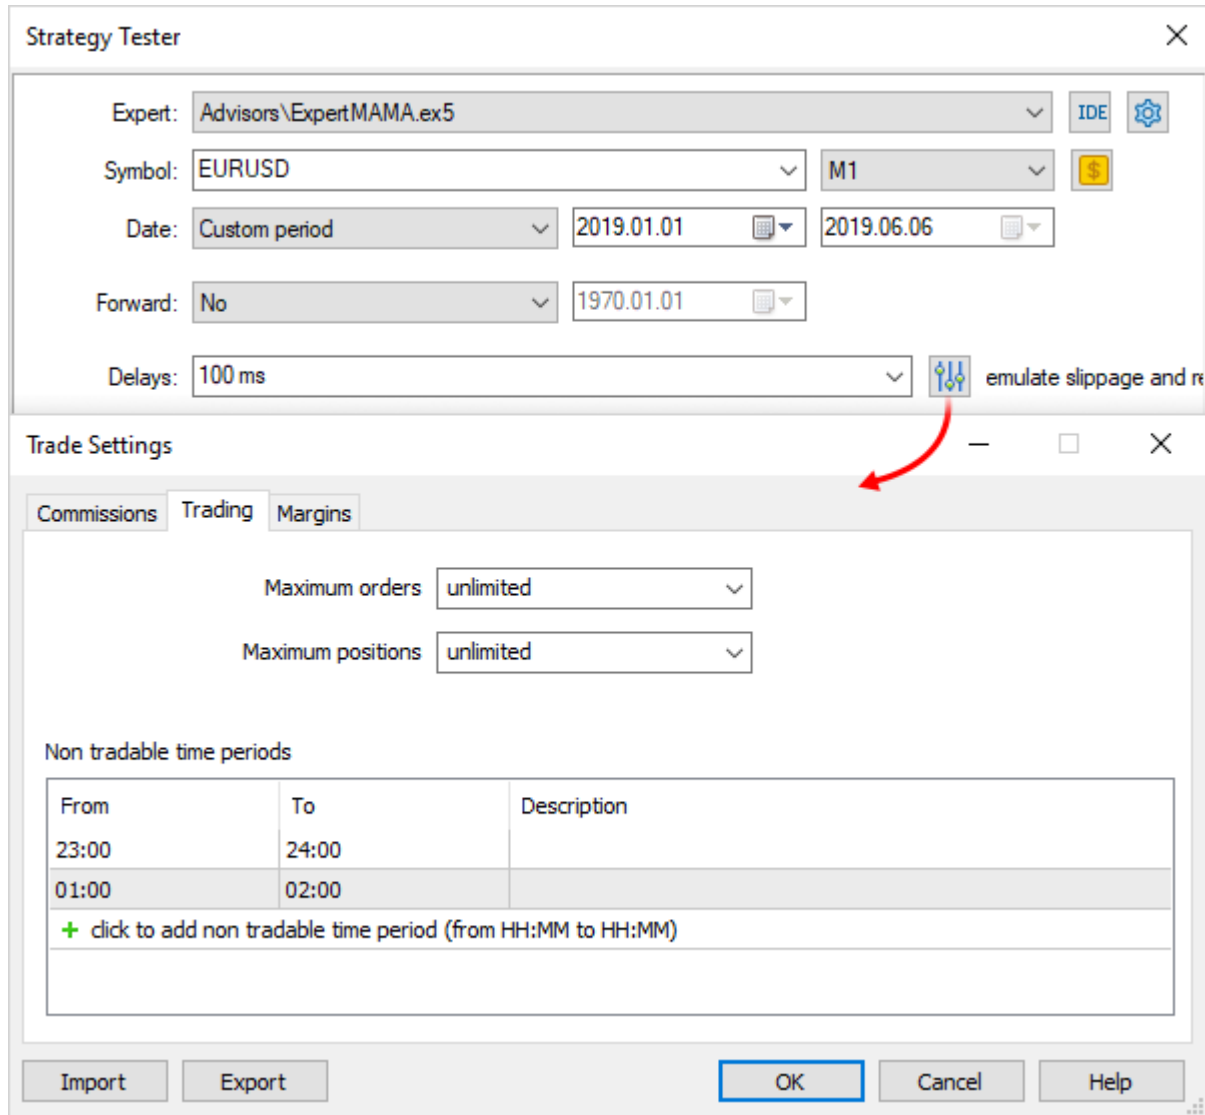 Strategy Tester
Expert: Advisors\ExpertMAMA.ex5 IDE
Symbol: EURUSD M1 $
Date: Custom period 2019.01.01 2019.06.06
Forward: No 1970.01.01
Delays: 100 ms emulate slippage and
Trade Settings
Commissions Trading Margins
Maximum orders unlimited
Maximum positions unlimited
Non tradable time periods
From To Description
23:00 24:00
01:00 02:00
+ click to add non tradable time period (from HH:MM to HH:MM)
Import Export OK Cancel Help